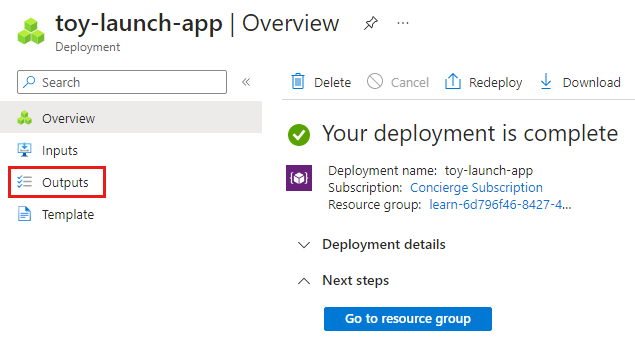 toy-launch-app | Overview
Deployment
Search
Overview
Inputs
Outputs
Template
Delete Cancel Redeploy Download
Your deployment is complete
Deployment name: toy-launch-app
Subscription: Concierge Subscription
Resource group: learn-6d796f46-8427-4...
Deployment details
Next steps
Go to resource group